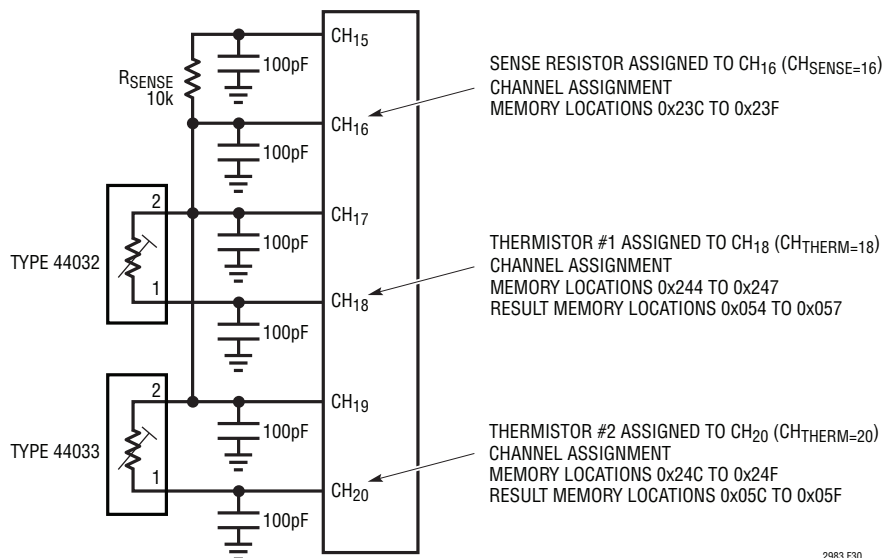 CH15
100pF
RSENSE
10k
CH16
100pF
2
CH17
100pF
TYPE 44032
1
CH18
100pF
2
CH19
100pF
TYPE 44033
1
CH20
100pF
SENSE RESISTOR ASSIGNED TO CH16 (CHSENSE=16)
CHANNEL ASSIGNMENT
MEMORY LOCATIONS 0x23C TO 0x23F
THERMISTOR #1 ASSIGNED TO CH18 (CHTHERM=18)
CHANNEL ASSIGNMENT
MEMORY LOCATIONS 0x244 TO 0x247
RESULT MEMORY LOCATIONS 0x054 TO 0x057
THERMISTOR #2 ASSIGNED TO CH20 (CHTHERM=20)
CHANNEL ASSIGNMENT
MEMORY LOCATIONS 0x24C TO 0x24F
RESULT MEMORY LOCATIONS 0x05C TO 0x05F
2983 F30